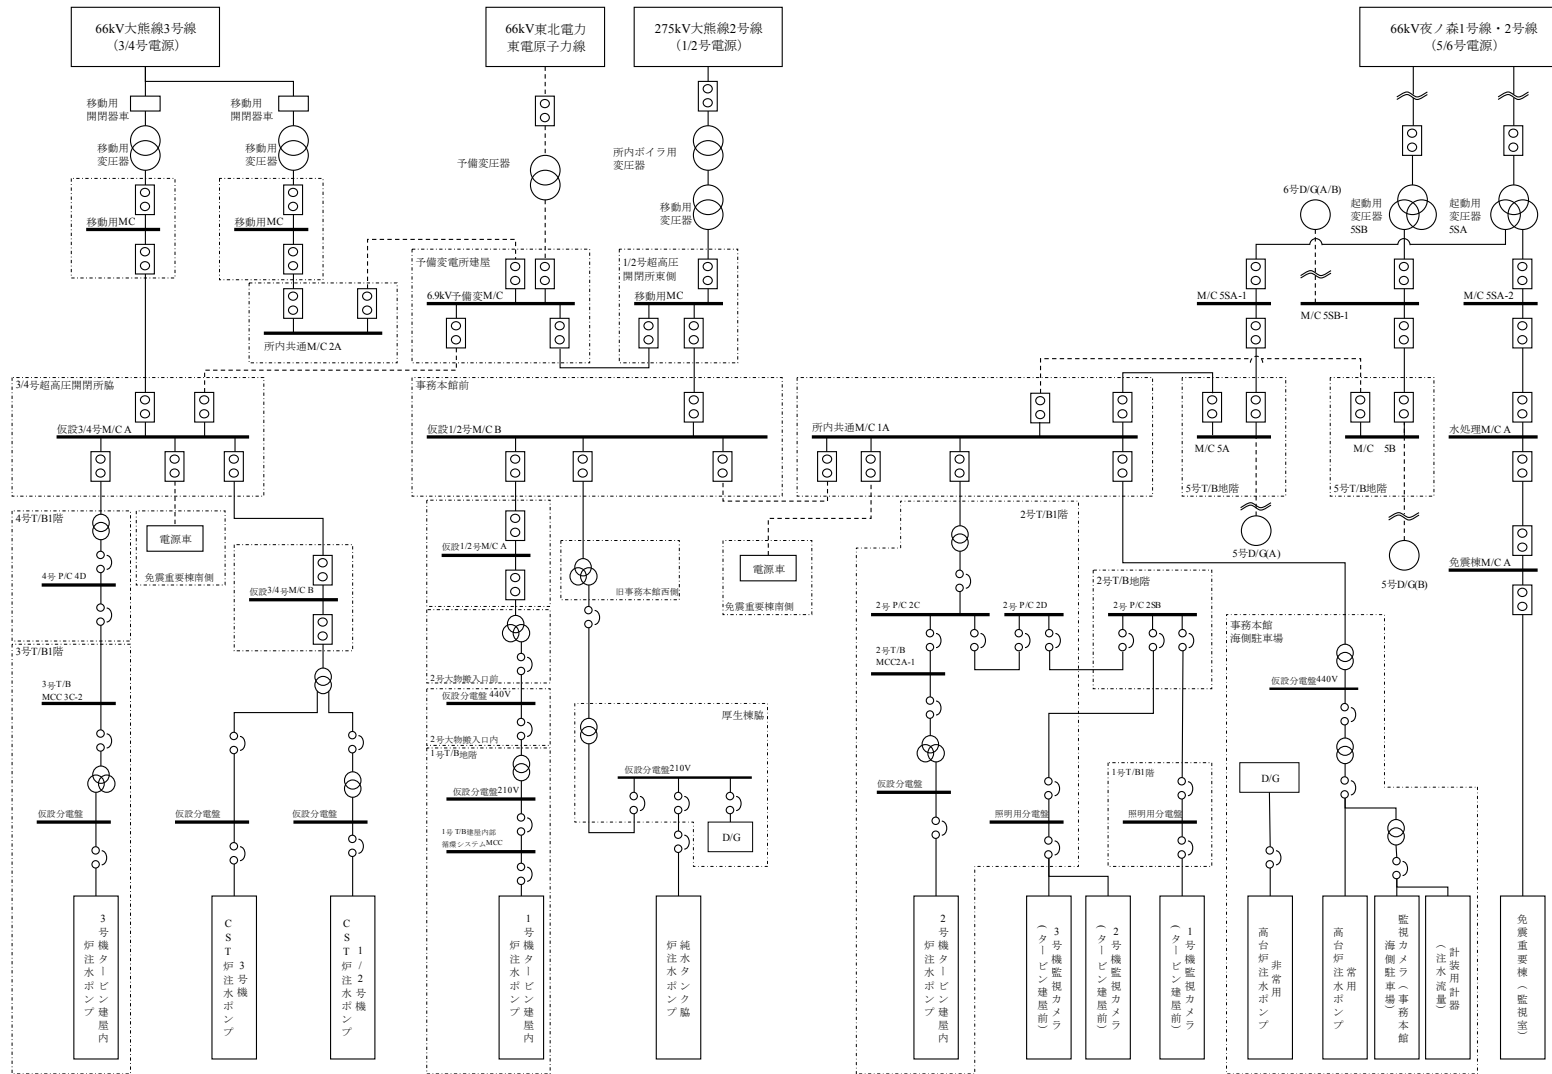 66kV大熊線3号線
(3/4号電源)
66kV東北電力
東電原子力線
275kV大熊線2号線
(1/2号電源)
66kV夜ノ森1号線・2号線
(5/6号電源)
移動用
開閉器車
移動用
開閉器車
移動用
変圧器
移動用
変圧器
予備変圧器
所内ボイラ用
変圧器
移動用
変圧器
6号D/G(A/B)
起動用
変圧器
5SB
起動用
変圧器
5SA
移動用MC
移動用MC
予備変電所建屋
1/2号超高圧
開閉所東側
6.9kV予備変M/C
移動用MC
M/C 5SA-1
M/C 5SB-1
M/C 5SA-2
所内共通M/C 2A
3/4号超高圧開閉所脇
事務本館前
仮設3/4号M/C A
仮設1/2号M/C B
所内共通M/C 1A
M/C 5A
M/C 5B
水処理M/C A
5号T/B地階
5号T/B地階
4号T/B1階
電源車
4号 P/C 4D
免震重要棟南側
仮設3/4号M/C B
仮設1/2号M/C A
旧事務本館西側
電源車
免震重要棟南側
2号T/B1階
5号D/G(A)
5号D/G(B)
免震棟M/C A
2号T/B地階
2号 P/C 2C
2号 P/C 2D
2号 P/C 2SB
事務本館
海側駐車場
3号T/B1階
3号T/B
MCC 3C-2
2号大物搬入口前
仮設分電盤 440V
2号大物搬入口内
1号T/B地階
厚生棟脇
2号T/B
MCC2A-1
仮設分電盤440V
仮設分電盤
仮設分電盤
仮設分電盤
仮設分電盤210V
仮設分電盤210V
仮設分電盤
1号T/B1階
照明用分電盤
照明用分電盤
D/G
1号 T/B建屋内部
循環システムMCC
D/G
3号機タービン建屋内
炉注水ポンプ
3号機
CST炉注水ポンプ
1/2号機
CST炉注水ポンプ
1号機タービン建屋内
炉注水ポンプ
純水タンク脇
炉注水ポンプ
2号機タービン建屋内
炉注水ポンプ
3号機監視カメラ
(タービン建屋前)
2号機監視カメラ
(タービン建屋前)
1号機監視カメラ
(タービン建屋前)
非常用
高台炉注水ポンプ
常用
高台炉注水ポンプ
監視カメラ(事務本館
海側駐車場)
計装用計器
(注水流量)
免震重要棟(監視室)